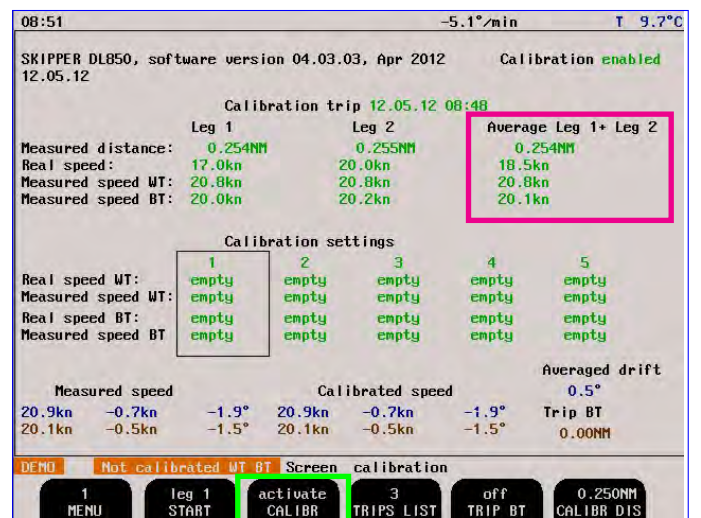 08:51 -5.1°/min T 9.7°C
SKIPPER DL850, software version 04.03.03, Apr 2012 Calibration enabled
12.05.12
Calibration trip 12.05.12 08:48
Leg 1 Leg 2 Average Leg 1+ Leg 2
Measured distance: 0.254NM 0.255NM 0.254NM
Real speed: 17.0kn 20.0kn 18.5kn
Measured speed WT: 20.8kn 20.8kn 20.8kn
Measured speed BT: 20.0kn 20.2kn 20.1kn
Calibration settings
1 2 3 4 5
Real speed WT: empty empty empty empty empty
Measured speed WT: empty empty empty empty empty
Real speed BT: empty empty empty empty empty
Measured speed BT empty empty empty empty empty
Averaged drift
Measured speed Calibrated speed 0.5°
20.9kn -0.7kn -1.9° 20.9kn -0.7kn -1.9° Trip BT
20.1kn -0.5kn -1.5° 20.1kn -0.5kn -1.5° 0.00NM
DEMO Not calibrated WT BT Screen calibration
1 leg 1 activate 3 off 0.250NM
MENU START CALIBR TRIPS LIST TRIP BT CALIBR DIS